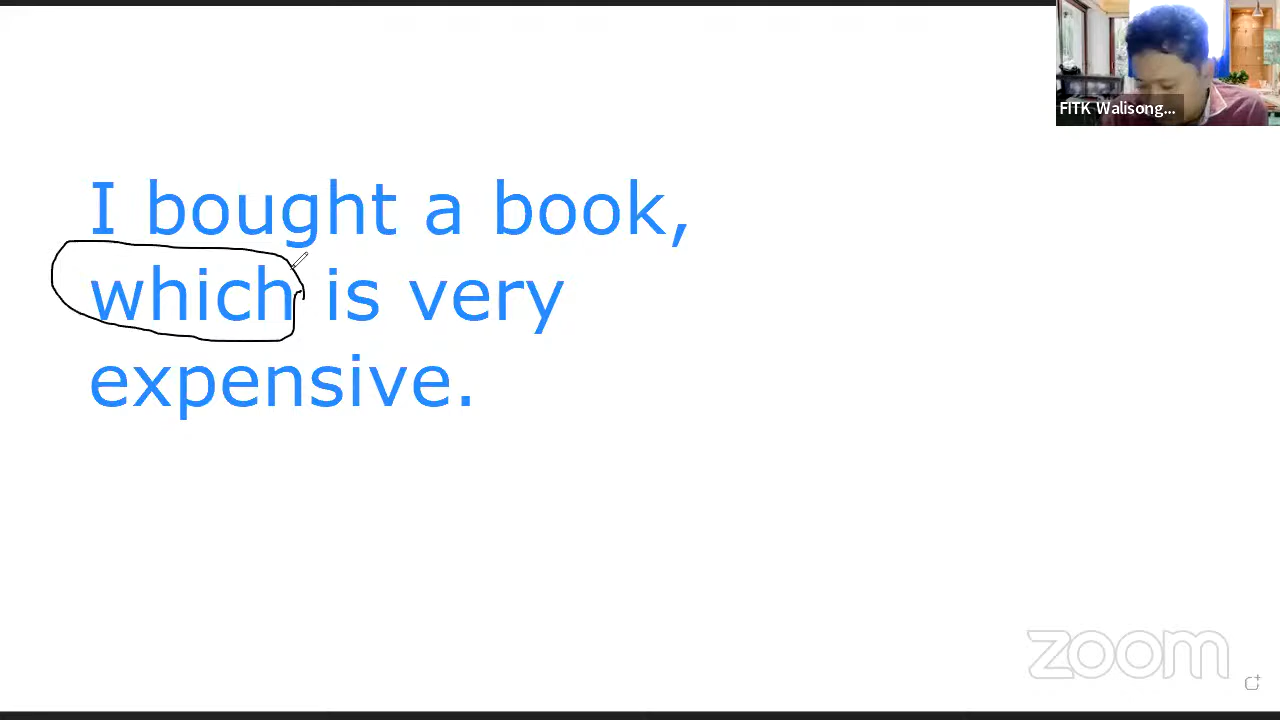 FITK Walisong...
I bought a book,
which is very
expensive.
zoom